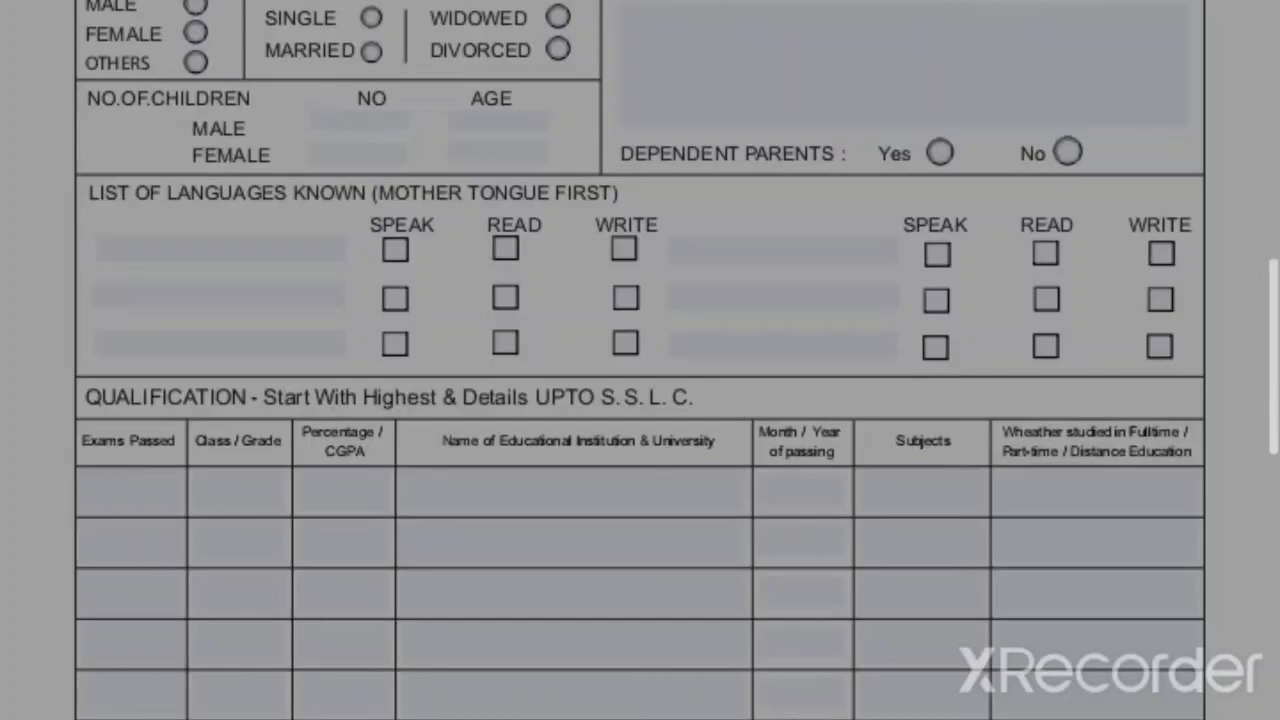 MALE
FEMALE
OTHERS
SINGLE WIDOWED
MARRIED DIVORCED
NO.OF.CHILDREN NO AGE
MALE
FEMALE
DEPENDENT PARENTS : Yes No
LIST OF LANGUAGES KNOWN (MOTHER TONGUE FIRST)
SPEAK READ WRITE SPEAK READ WRITE
QUALIFICATION - Start With Highest & Details UPTO S. S. L. C.
Exams Passed Class / Grade Percentage / CGPA Name of Educational Institution & University Month / Year of passing Subjects Wheather studied in Fulltime / Part-time / Distance Education
XRecorder